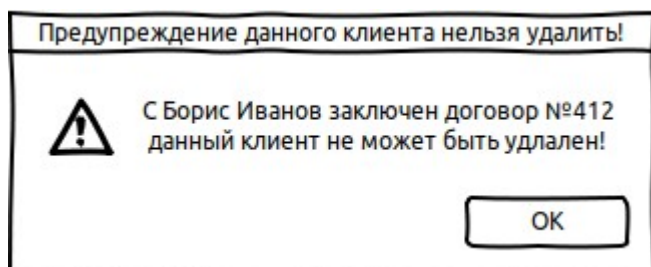 Предупреждение данного клиента нельзя удалить!
С Борис Иванов заключен договор №412
данный клиент не может быть удлален!
OK